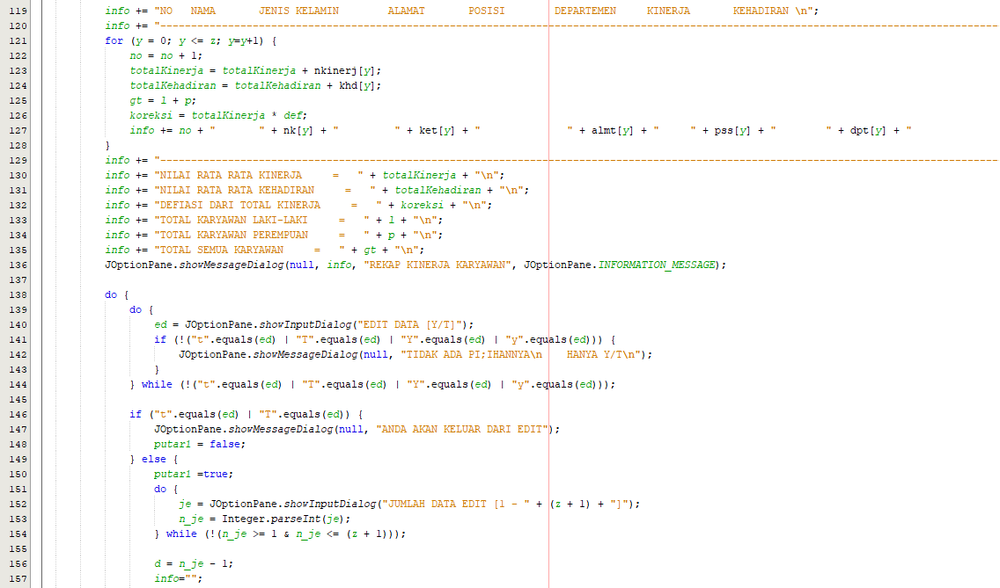 119 info += "NO   NAMA       JENIS KELAMIN        ALAMAT       POSISI        DEPARTEMEN     KINERJA       KEHADIRAN \n";
120 info += "----------------------------------------------------------------------------------------------------------------------------------------
121 for (y = 0; y <= z; y=y+1) {
122 no = no + 1;
123 totalKinerja = totalKinerja + nkinerj[y];
124 totalKehadiran = totalKehadiran + khd[y];
125 gt = l + p;
126 koreksi = totalKinerja * def;
127 info += no + "       " + nk[y] + "         " + ket[y] + "              " + almt[y] + "     " + pss[y] + "        " + dpt[y] + "
128 }
129 info += "----------------------------------------------------------------------------------------------------------------------------------------
130 info += "NILAI RATA RATA KINERJA     =   " + totalKinerja + "\n";
131 info += "NILAI RATA RATA KEHADIRAN     =   " + totalKehadiran + "\n";
132 info += "DEFIASI DARI TOTAL KINERJA     =   " + koreksi + "\n";
133 info += "TOTAL KARYAWAN LAKI-LAKI     =   " + l + "\n";
134 info += "TOTAL KARYAWAN PEREMPUAN     =   " + p + "\n";
135 info += "TOTAL SEMUA KARYAWAN     =   " + gt + "\n";
136 JOptionPane.showMessageDialog(null, info, "REKAP KINERJA KARYAWAN", JOptionPane.INFORMATION_MESSAGE);
137
138 do {
139 do {
140 ed = JOptionPane.showInputDialog("EDIT DATA [Y/T]");
141 if (!("t".equals(ed) | "T".equals(ed) | "Y".equals(ed) | "y".equals(ed))) {
142 JOptionPane.showMessageDialog(null, "TIDAK ADA PI;IHANNYA\n    HANYA Y/T\n");
143 }
144 } while (!("t".equals(ed) | "T".equals(ed) | "Y".equals(ed) | "y".equals(ed)));
145
146 if ("t".equals(ed) | "T".equals(ed)) {
147 JOptionPane.showMessageDialog(null, "ANDA AKAN KELUAR DARI EDIT");
148 putar1 = false;
149 } else {
150 putar1 =true;
151 do {
152 je = JOptionPane.showInputDialog("JUMLAH DATA EDIT [1 - " + (z + 1) + "]");
153 n_je = Integer.parseInt(je);
154 } while (!(n_je >= 1 & n_je <= (z + 1)));
155
156 d = n_je - 1;
157 info="";